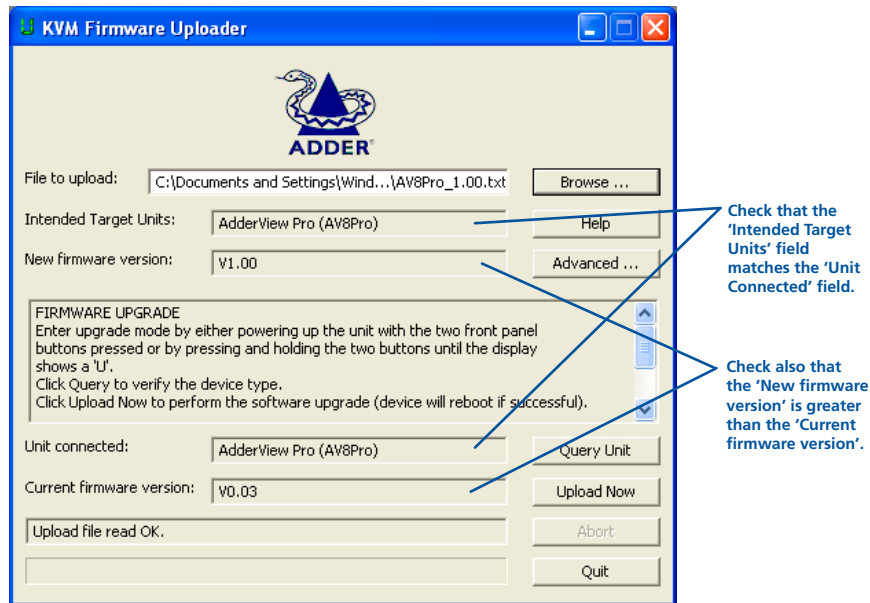 KVM Firmware Uploader
ADDER®
File to upload: C:\Documents and Settings\Wind...\AV8Pro_1.00.txt Browse ...
Intended Target Units: AdderView Pro (AV8Pro) Help
New firmware version: V1.00 Advanced ...
FIRMWARE UPGRADE
Enter upgrade mode by either powering up the unit with the two front panel
buttons pressed or by pressing and holding the two buttons until the display
shows a 'U'.
Click Query to verify the device type.
Click Upload Now to perform the software upgrade (device will reboot if successful).
Unit connected: AdderView Pro (AV8Pro) Query Unit
Current firmware version: V0.03 Upload Now
Upload file read OK. Abort
Quit
Check that the
‘Intended Target
Units’ field
matches the ‘Unit
Connected’ field.
Check also that
the ‘New firmware
version’ is greater
than the ‘Current
firmware version’.